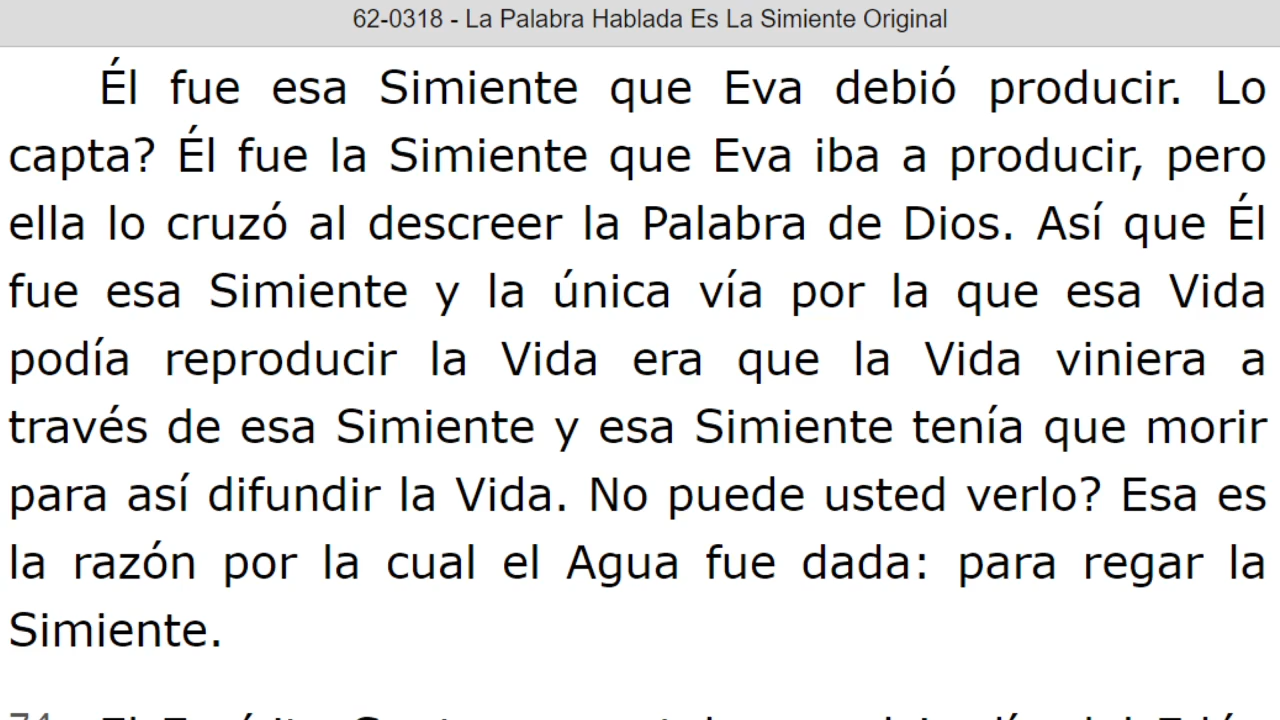 62-0318 - La Palabra Hablada Es La Simiente Original
Él fue esa Simiente que Eva debió producir. Lo
capta? Él fue la Simiente que Eva iba a producir, pero
ella lo cruzó al descreer la Palabra de Dios. Así que Él
fue esa Simiente y la única vía por la que esa Vida
podía reproducir la Vida era que la Vida viniera a
través de esa Simiente y esa Simiente tenía que morir
para así difundir la Vida. No puede usted verlo? Esa es
la razón por la cual el Agua fue dada: para regar la
Simiente.